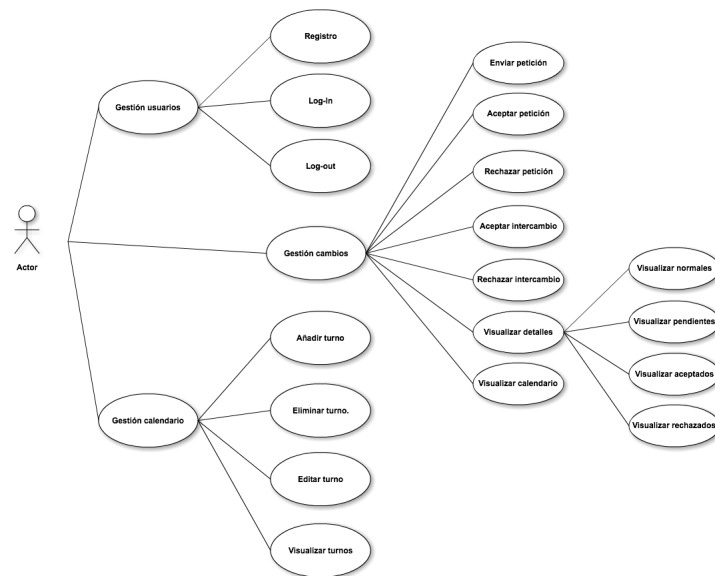 Registro
Gestión usuarios
Log-in
Log-out
Actor
Gestión cambios
Enviar petición
Aceptar petición
Rechazar petición
Aceptar intercambio
Rechazar intercambio
Visualizar detalles
Visualizar calendario
Visualizar normales
Visualizar pendientes
Visualizar aceptados
Visualizar rechazados
Gestión calendario
Añadir turno
Eliminar turno.
Editar turno
Visualizar turnos